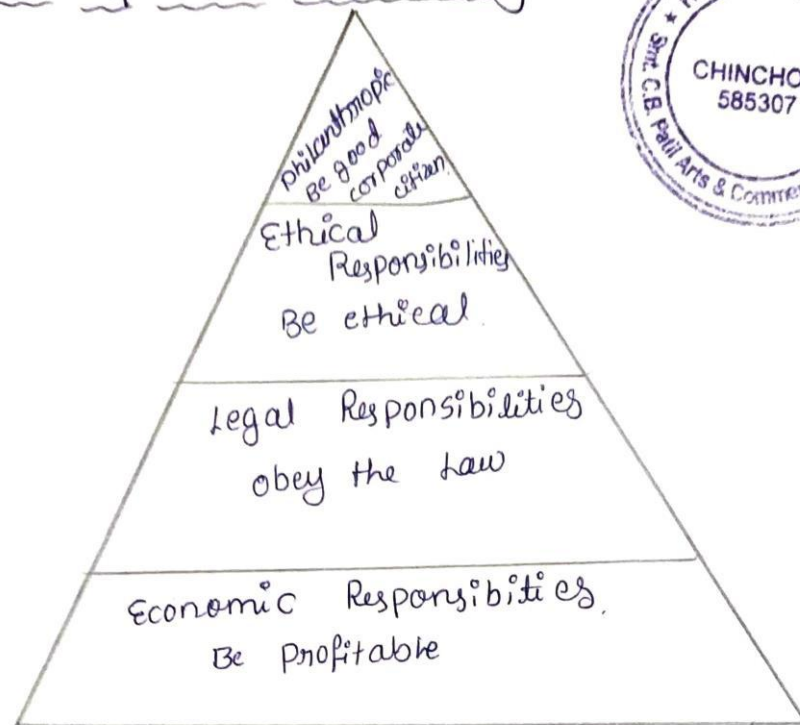 Philanthropic
Be good
corporate
citizen
Ethical
Responsibilities
Be ethical.
Legal Responsibilities
obey the Law
Economic Responsibities.
Be Profitable
CHINCHO
585307
★ Smt. C.B. Patil Arts & Comme